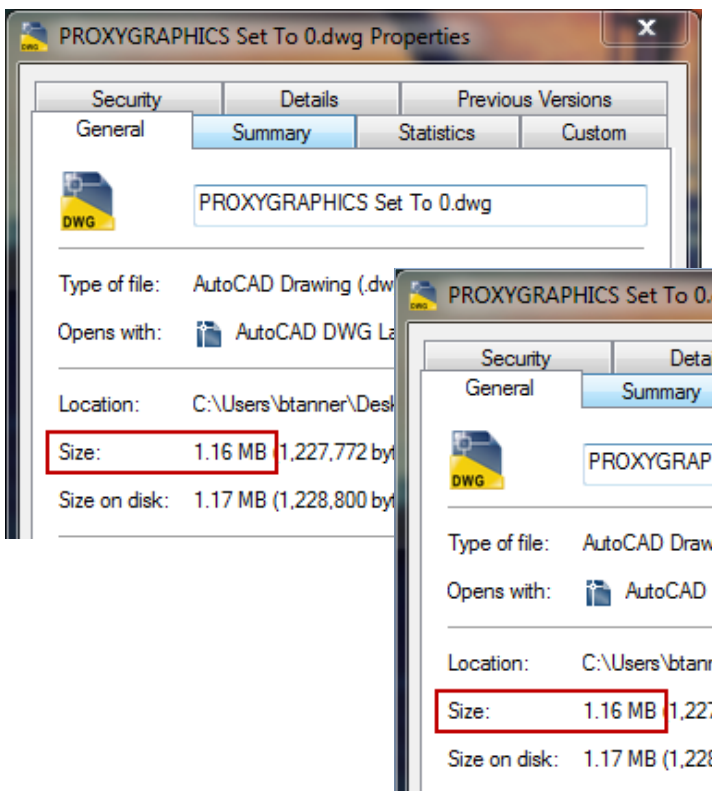 PROXYGRAPHICS Set To 0.dwg Properties
x
Security Details Previous Versions
General Summary Statistics Custom
DWG
PROXYGRAPHICS Set To 0.dwg
Type of file: AutoCAD Drawing (.dw
Opens with: AutoCAD DWG La
Location: C:\Users\btanner\Desk
Size: 1.16 MB (1,227,772 by
Size on disk: 1.17 MB (1,228,800 by
PROXYGRAPHICS Set To 0.
Security Deta
General Summary
DWG
PROXYGRAP
Type of file: AutoCAD Draw
Opens with: AutoCAD
Location: C:\Users\btann
Size: 1.16 MB 1,227
Size on disk: 1.17 MB (1,228